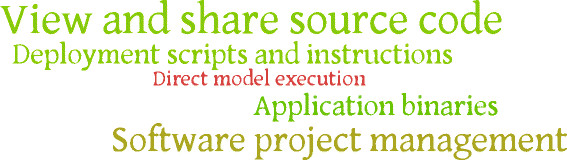 View and share source code
Deployment scripts and instructions
Direct model execution
Application binaries
Software project management